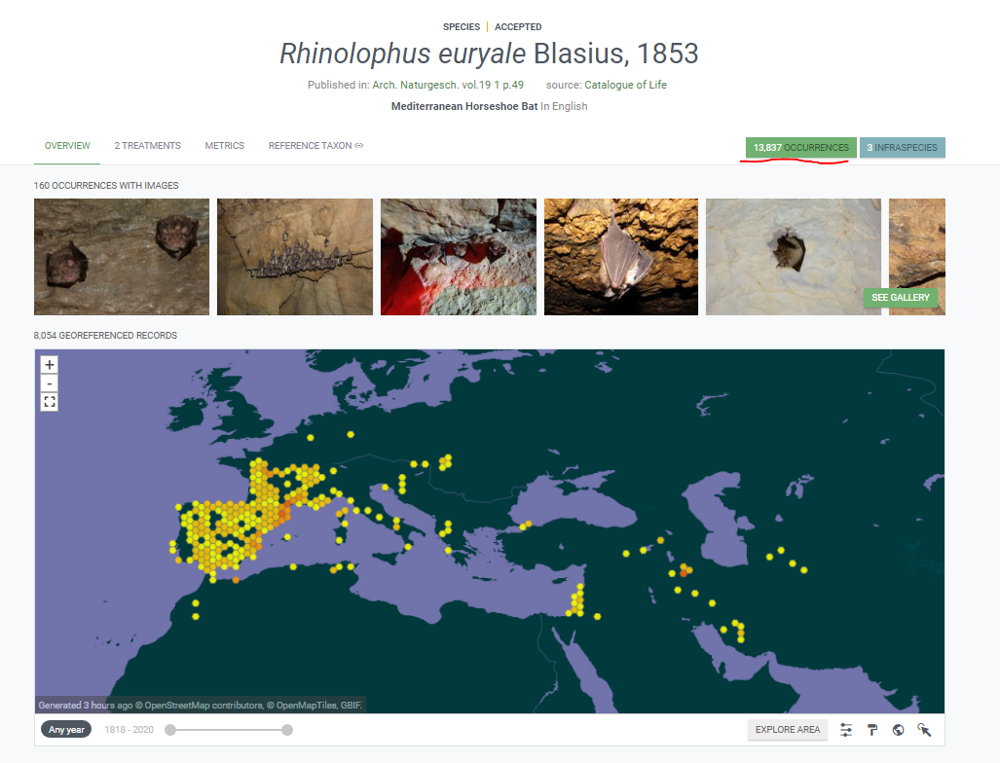 SPECIES | ACCEPTED
Rhinolophus euryale Blasius, 1853
Published in: Arch. Naturgesch. vol.19 1 p.49 source: Catalogue of Life
Mediterranean Horseshoe Bat In English
OVERVIEW 2 TREATMENTS METRICS REFERENCE TAXON 13,837 OCCURRENCES 3 INFRASPECIES
160 OCCURRENCES WITH IMAGES
SEE GALLERY
8,054 GEOREFERENCED RECORDS
+
-
Generated 3 hours ago © OpenStreetMap contributors, © OpenMapTiles, GBIF.
Any year 1818 - 2020 EXPLORE AREA